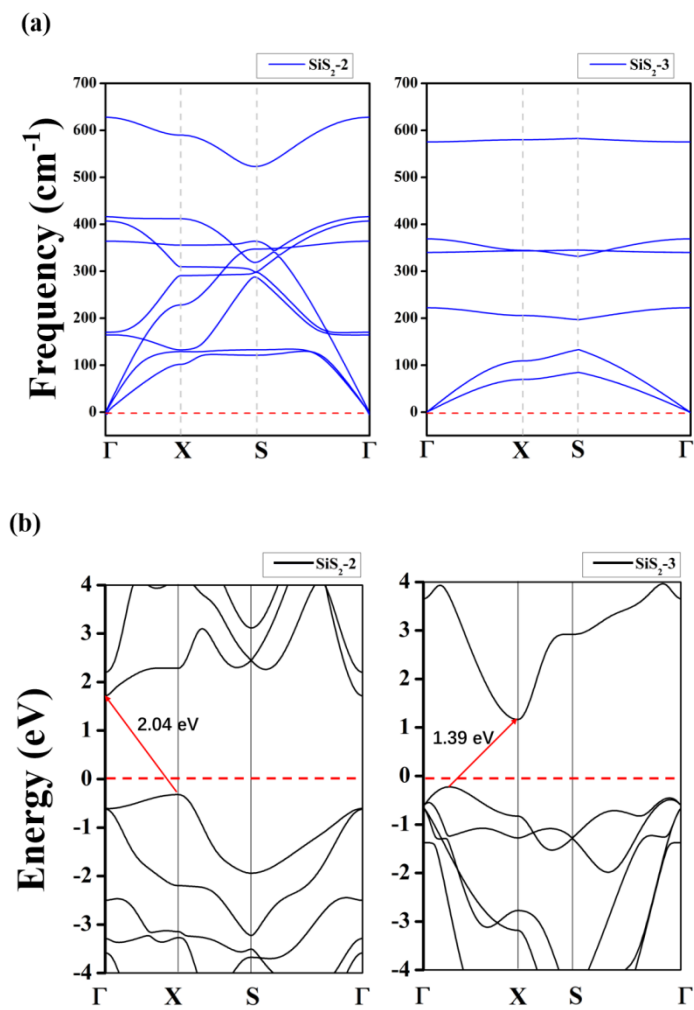 (a)
SiS₂-2
SiS₂-3
Frequency (cm⁻¹)
700
600
500
400
300
200
100
0
Γ X S Γ
700
600
500
400
300
200
100
0
Γ X S Γ
(b)
SiS₂-2
SiS₂-3
Energy (eV)
4
3
2
1
0
-1
-2
-3
-4
2.04 eV
Γ X S Γ
4
3
2
1
0
-1
-2
-3
-4
1.39 eV
Γ X S Γ